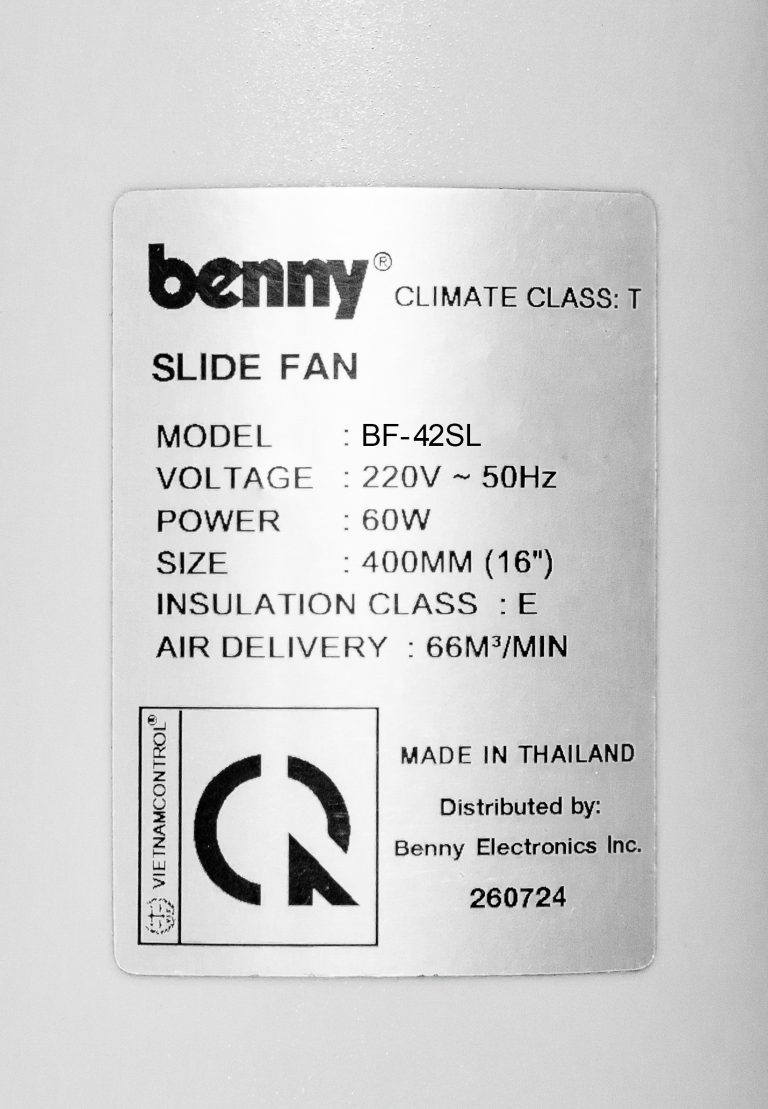 benny®
CLIMATE CLASS: T
SLIDE FAN
MODEL : BF-42SL
VOLTAGE : 220V ~ 50Hz
POWER : 60W
SIZE : 400MM (16")
INSULATION CLASS : E
AIR DELIVERY : 66M³/MIN
VIETNAMCONTROL®
MADE IN THAILAND
Distributed by:
Benny Electronics Inc.
260724